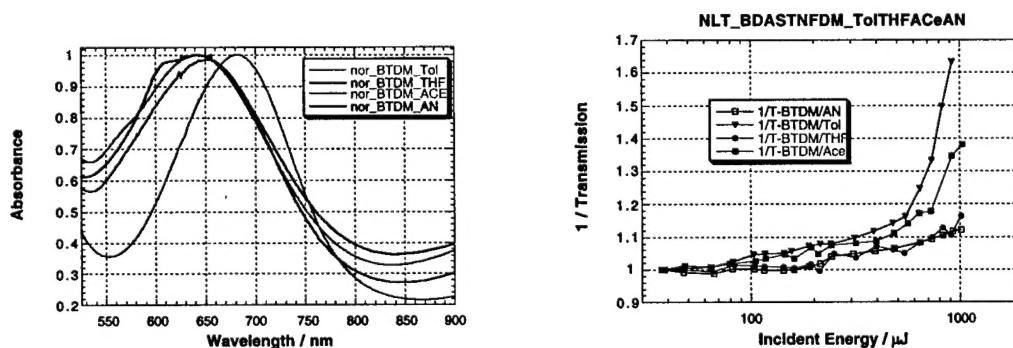 1
0.9
0.8
0.7
0.6
0.5
0.4
0.3
0.2
Absorbance
nor_BTDM_Tol
nor_BTDM_THF
nor_BTDM_ACE
nor_BTDM_AN
550 600 650 700 750 800 850 900
Wavelength / nm
NLT_BDASTNFDM_TolTHFACeAN
1.7
1.6
1.5
1.4
1.3
1.2
1.1
1
0.9
1 / Transmission
1/T-BTDM/AN
1/T-BTDM/Tol
1/T-BTDM/THF
1/T-BTDM/Ace
100 1000
Incident Energy / μJ